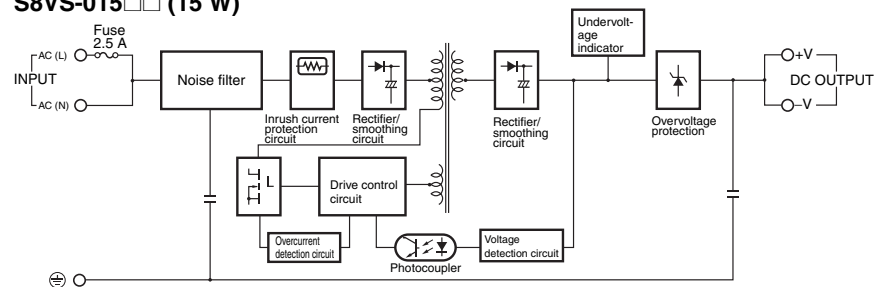 S8VS-015□□ (15 W)
Fuse
2.5 A
AC (L)
INPUT
AC (N)
Noise filter
Inrush current
protection
circuit
Rectifier/
smoothing
circuit
Rectifier/
smoothing
circuit
Undervolt-
age
indicator
Overvoltage
protection
+V
DC OUTPUT
−V
Drive control
circuit
Overcurrent
detection circuit
Photocoupler
Voltage
detection circuit